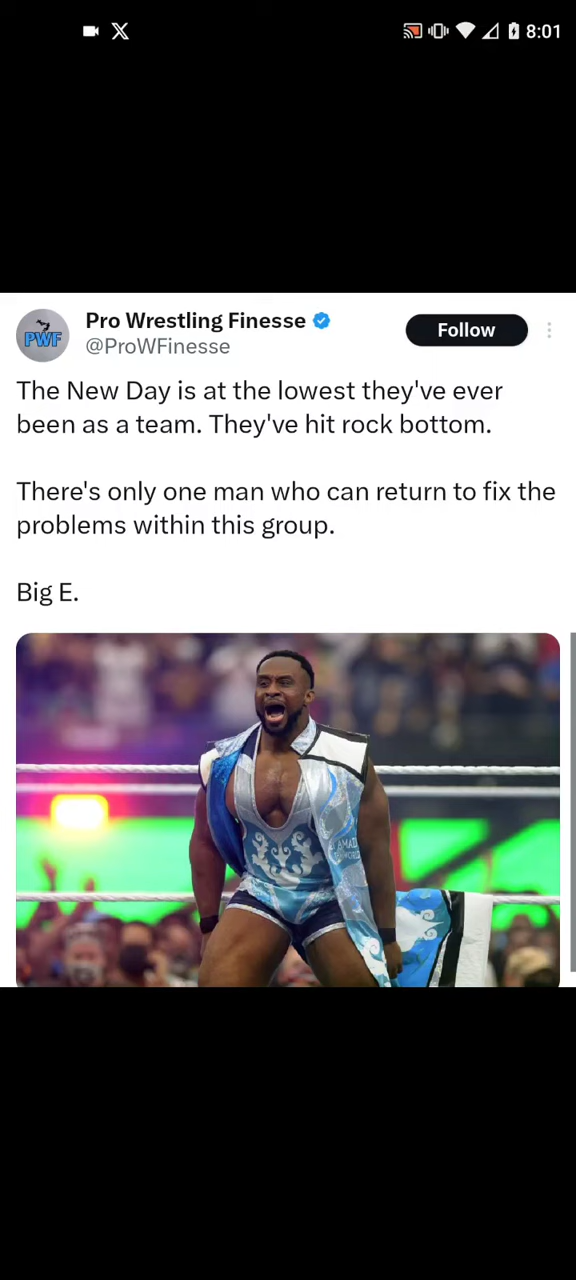 8:01
PWF
Pro Wrestling Finesse
Follow
@ProWFinesse
The New Day is at the lowest they've ever
been as a team. They've hit rock bottom.
There's only one man who can return to fix the
problems within this group.
Big E.